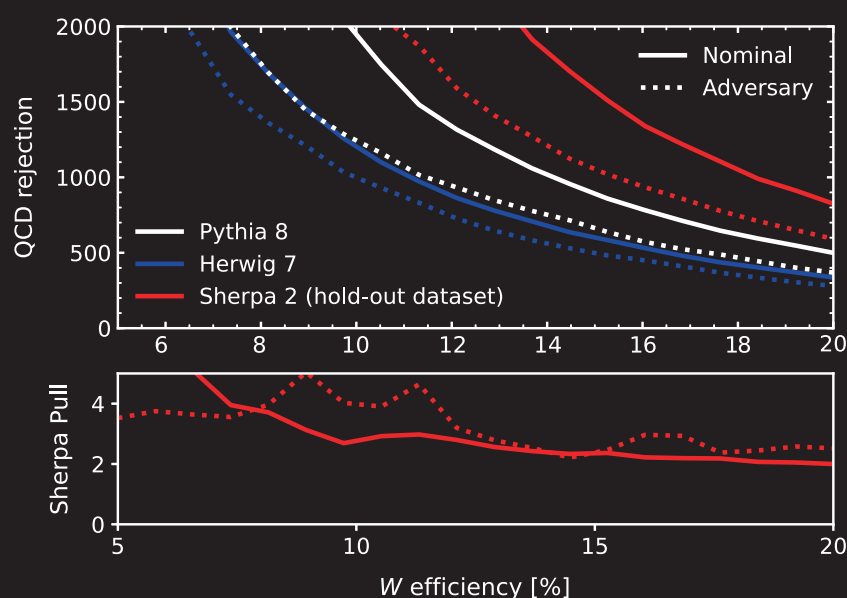 2000
1500
1000
500
0
QCD rejection
Nominal
Adversary
Pythia 8
Herwig 7
Sherpa 2 (hold-out dataset)
6 8 10 12 14 16 18 20
4
2
0
Sherpa Pull
5 10 15 20
W efficiency [%]